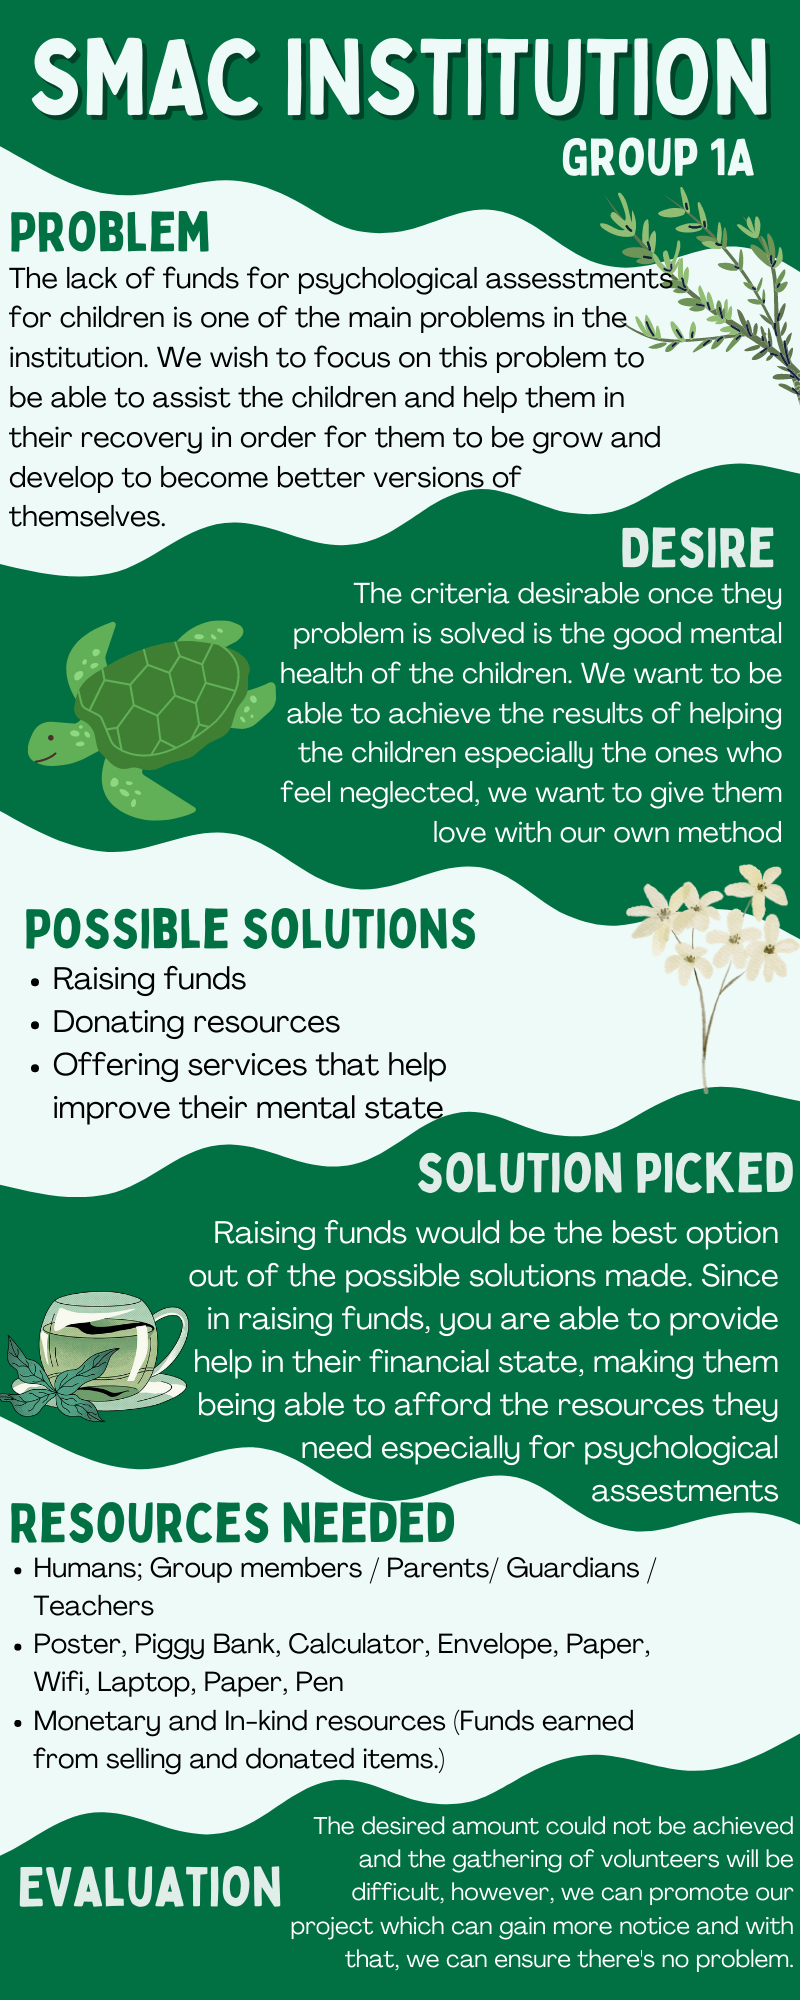 SMAC INSTITUTION
GROUP 1A
PROBLEM
The lack of funds for psychological assesstments
for children is one of the main problems in the
institution. We wish to focus on this problem to
be able to assist the children and help them in
their recovery in order for them to be grow and
develop to become better versions of
themselves.
DESIRE
The criteria desirable once they
problem is solved is the good mental
health of the children. We want to be
able to achieve the results of helping
the children especially the ones who
feel neglected, we want to give them
love with our own method
POSSIBLE SOLUTIONS
• Raising funds
• Donating resources
• Offering services that help
improve their mental state
SOLUTION PICKED
Raising funds would be the best option
out of the possible solutions made. Since
in raising funds, you are able to provide
help in their financial state, making them
being able to afford the resources they
need especially for psychological
assestments
RESOURCES NEEDED
• Humans; Group members / Parents/ Guardians /
Teachers
• Poster, Piggy Bank, Calculator, Envelope, Paper,
Wifi, Laptop, Paper, Pen
• Monetary and In-kind resources (Funds earned
from selling and donated items.)
EVALUATION
The desired amount could not be achieved
and the gathering of volunteers will be
difficult, however, we can promote our
project which can gain more notice and with
that, we can ensure there's no problem.